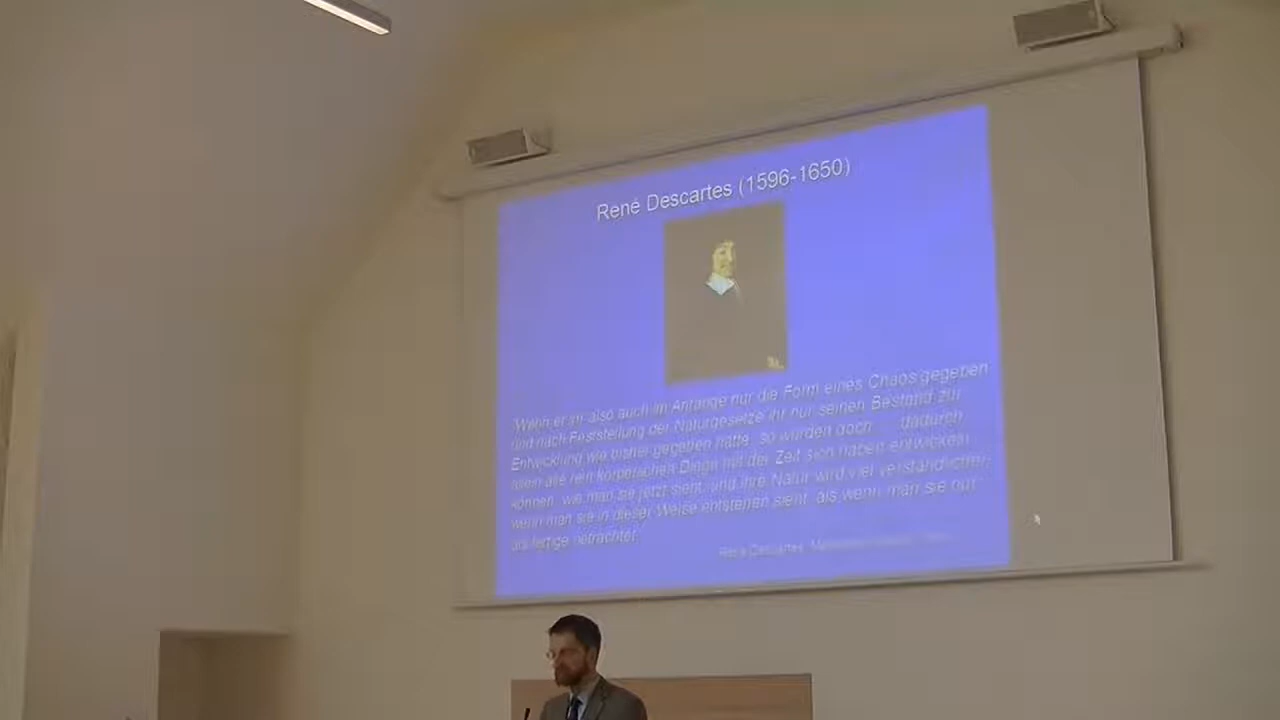 René Descartes (1596-1650)
"Wenn er ihr also auch im Anfange nur die Form eines Chaos gegeben
und nach Feststellung der Naturgesetze ihr nur seinen Bestand zur
Entwicklung wie bisher gegeben hätte, so würden doch ... dadurch
allein alle rein körperlichen Dinge mit der Zeit sich haben entwickeln
können, wie man sie jetzt sieht, und ihre Natur wird viel verständlicher,
wenn man sie in dieser Weise entstehen sieht, als wenn man sie nur
als fertige betrachtet."
René Descartes,